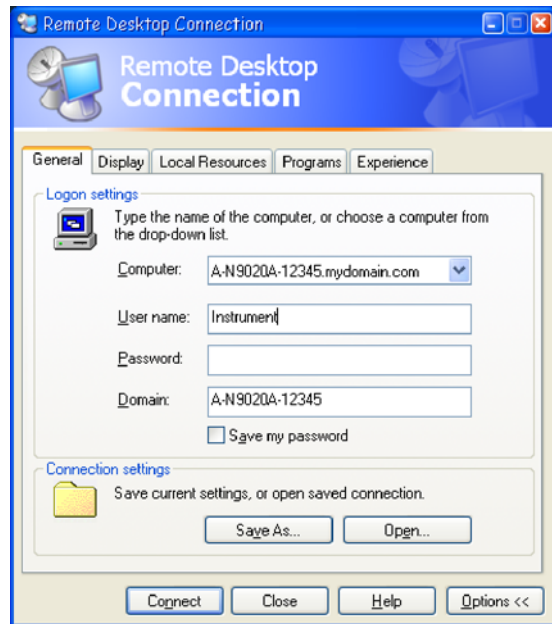 Remote Desktop Connection
Remote Desktop
Connection
General Display Local Resources Programs Experience
Logon settings
Type the name of the computer, or choose a computer from
the drop-down list.
Computer: A-N9020A-12345.mydomain.com
User name: Instrument
Password:
Domain: A-N9020A-12345
Save my password
Connection settings
Save current settings, or open saved connection.
Save As... Open...
Connect Close Help Options <<